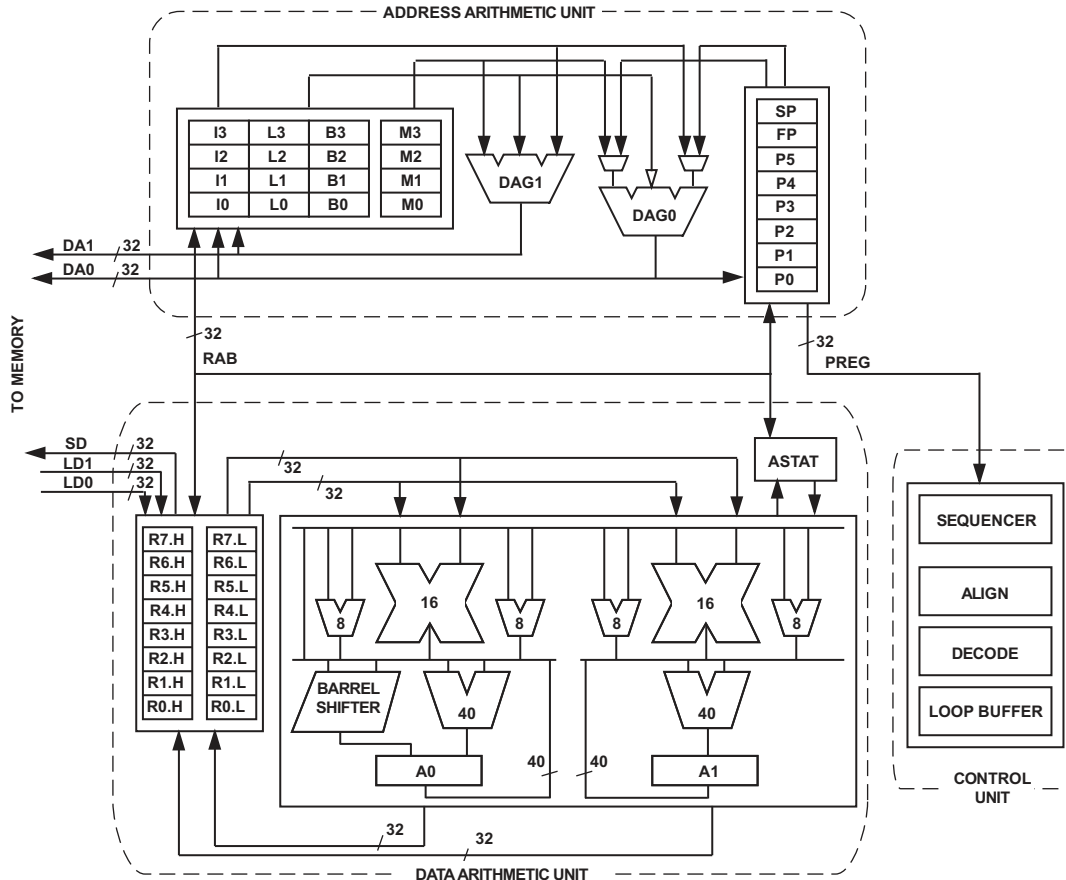 ADDRESS ARITHMETIC UNIT
I3 L3 B3 M3
I2 L2 B2 M2
I1 L1 B1 M1
I0 L0 B0 M0
DAG1
DAG0
SP
FP
P5
P4
P3
P2
P1
P0
DA1 32
DA0 32
32
RAB
32
PREG
TO MEMORY
SD 32
LD1 32
LD0 32
32
32
ASTAT
R7.H R7.L
R6.H R6.L
R5.H R5.L
R4.H R4.L
R3.H R3.L
R2.H R2.L
R1.H R1.L
R0.H R0.L
8 16 8 8 16 8
BARREL
SHIFTER
40
40
A0
40
40
A1
32
32
DATA ARITHMETIC UNIT
SEQUENCER
ALIGN
DECODE
LOOP BUFFER
CONTROL
UNIT